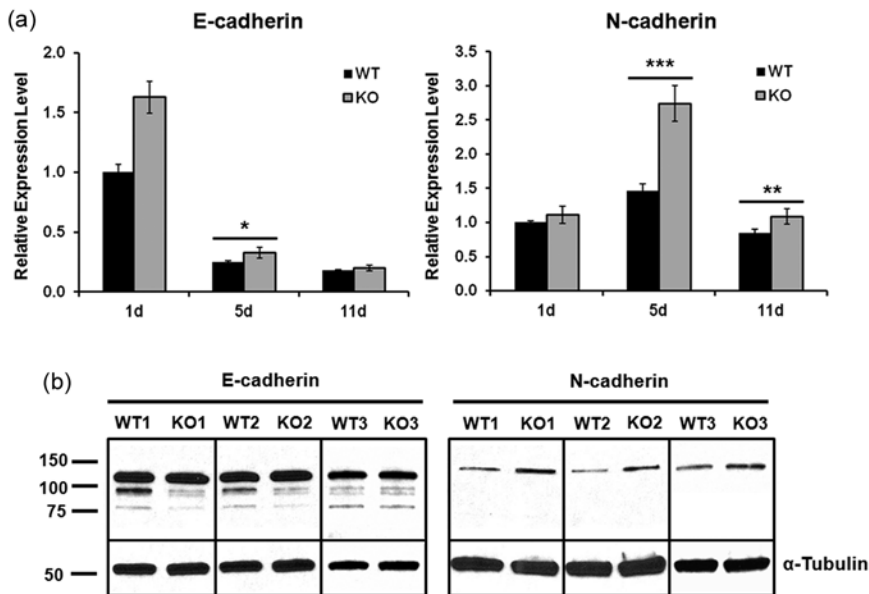 (a)
E-cadherin
Relative Expression Level
2.0
1.5
1.0
0.5
0.0
WT
KO
*
1d 5d 11d
N-cadherin
Relative Expression Level
3.5
3.0
2.5
2.0
1.5
1.0
0.5
0.0
WT
KO
***
**
1d 5d 11d
(b)
E-cadherin
WT1 KO1 WT2 KO2 WT3 KO3
150
100
75
50
N-cadherin
WT1 KO1 WT2 KO2 WT3 KO3
α-Tubulin